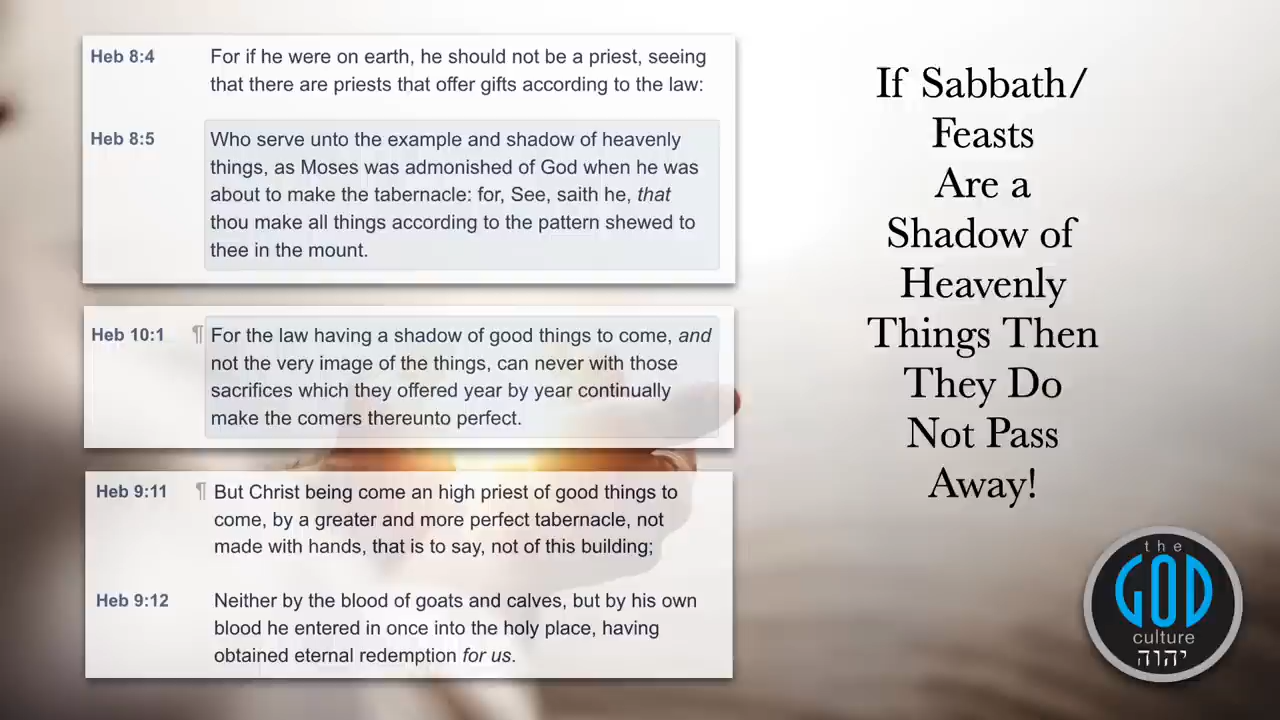 Heb 8:4 For if he were on earth, he should not be a priest, seeing
that there are priests that offer gifts according to the law:
Heb 8:5 Who serve unto the example and shadow of heavenly
things, as Moses was admonished of God when he was
about to make the tabernacle: for, See, saith he, that
thou make all things according to the pattern shewed to
thee in the mount.
Heb 10:1 ¶ For the law having a shadow of good things to come, and
not the very image of the things, can never with those
sacrifices which they offered year by year continually
make the comers thereunto perfect.
Heb 9:11 ¶ But Christ being come an high priest of good things to
come, by a greater and more perfect tabernacle, not
made with hands, that is to say, not of this building;
Heb 9:12 Neither by the blood of goats and calves, but by his own
blood he entered in once into the holy place, having
obtained eternal redemption for us.
If Sabbath/
Feasts
Are a
Shadow of
Heavenly
Things Then
They Do
Not Pass
Away!
the
GOD
culture
יהוה